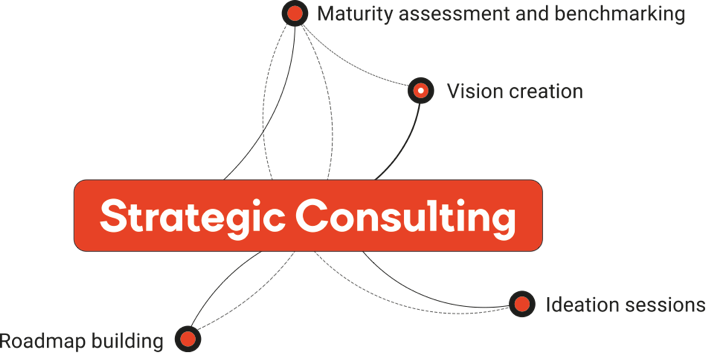 Maturity assessment and benchmarking
Vision creation
Strategic Consulting
Ideation sessions
Roadmap building